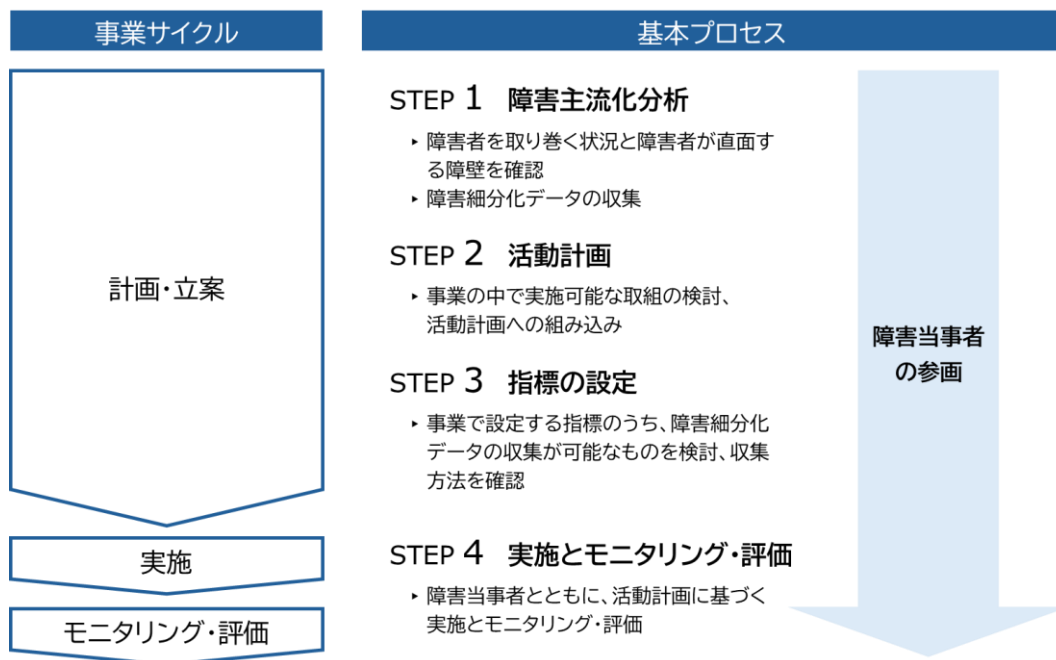 事業サイクル
基本プロセス
計画・立案
実施
モニタリング・評価
STEP 1 障害主流化分析
‣ 障害者を取り巻く状況と障害者が直面す
る障壁を確認
‣ 障害細分化データの収集
STEP 2 活動計画
‣ 事業の中で実施可能な取組の検討、
活動計画への組み込み
STEP 3 指標の設定
‣ 事業で設定する指標のうち、障害細分化
データの収集が可能なものを検討、収集
方法を確認
STEP 4 実施とモニタリング・評価
‣ 障害当事者とともに、活動計画に基づく
実施とモニタリング・評価
障害当事者
の参画